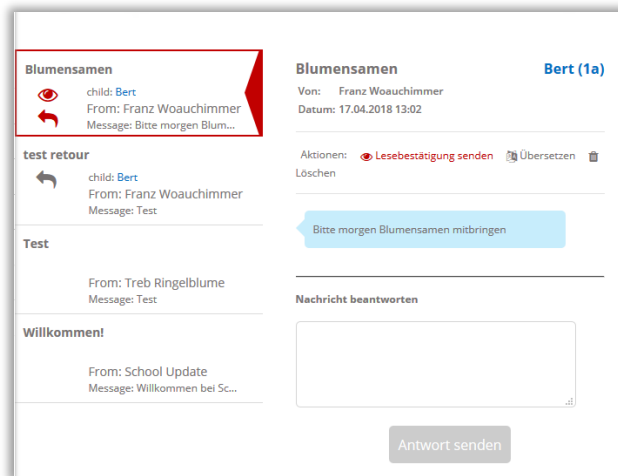 Blumensamen
child: Bert
From: Franz Woauchimmer
Message: Bitte morgen Blum...
test retour
child: Bert
From: Franz Woauchimmer
Message: Test
Test
From: Treb Ringelblume
Message: Test
Willkommen!
From: School Update
Message: Willkommen bei Sc...
Blumensamen Bert (1a)
Von: Franz Woauchimmer
Datum: 17.04.2018 13:02
Aktionen: Lesebestätigung senden Übersetzen
Löschen
Bitte morgen Blumensamen mitbringen
Nachricht beantworten
Antwort senden